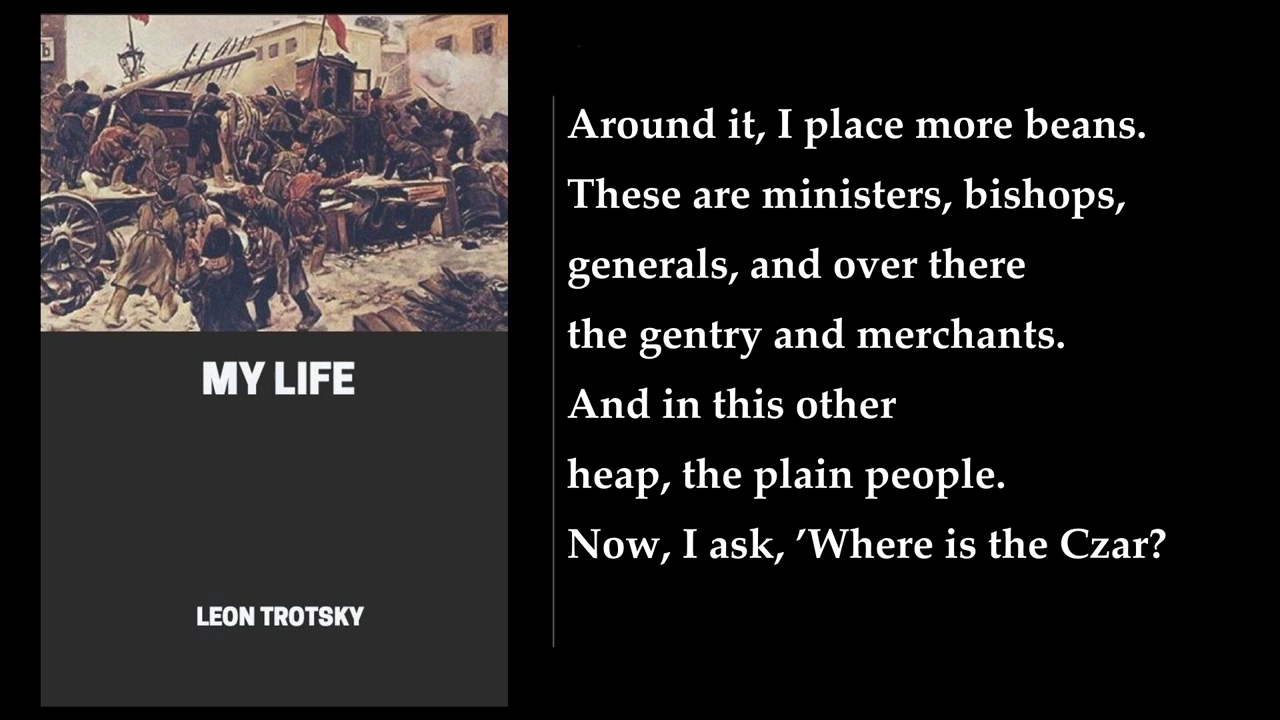 Ъ
MY LIFE
LEON TROTSKY
Around it, I place more beans.
These are ministers, bishops,
generals, and over there
the gentry and merchants.
And in this other
heap, the plain people.
Now, I ask, ’Where is the Czar?